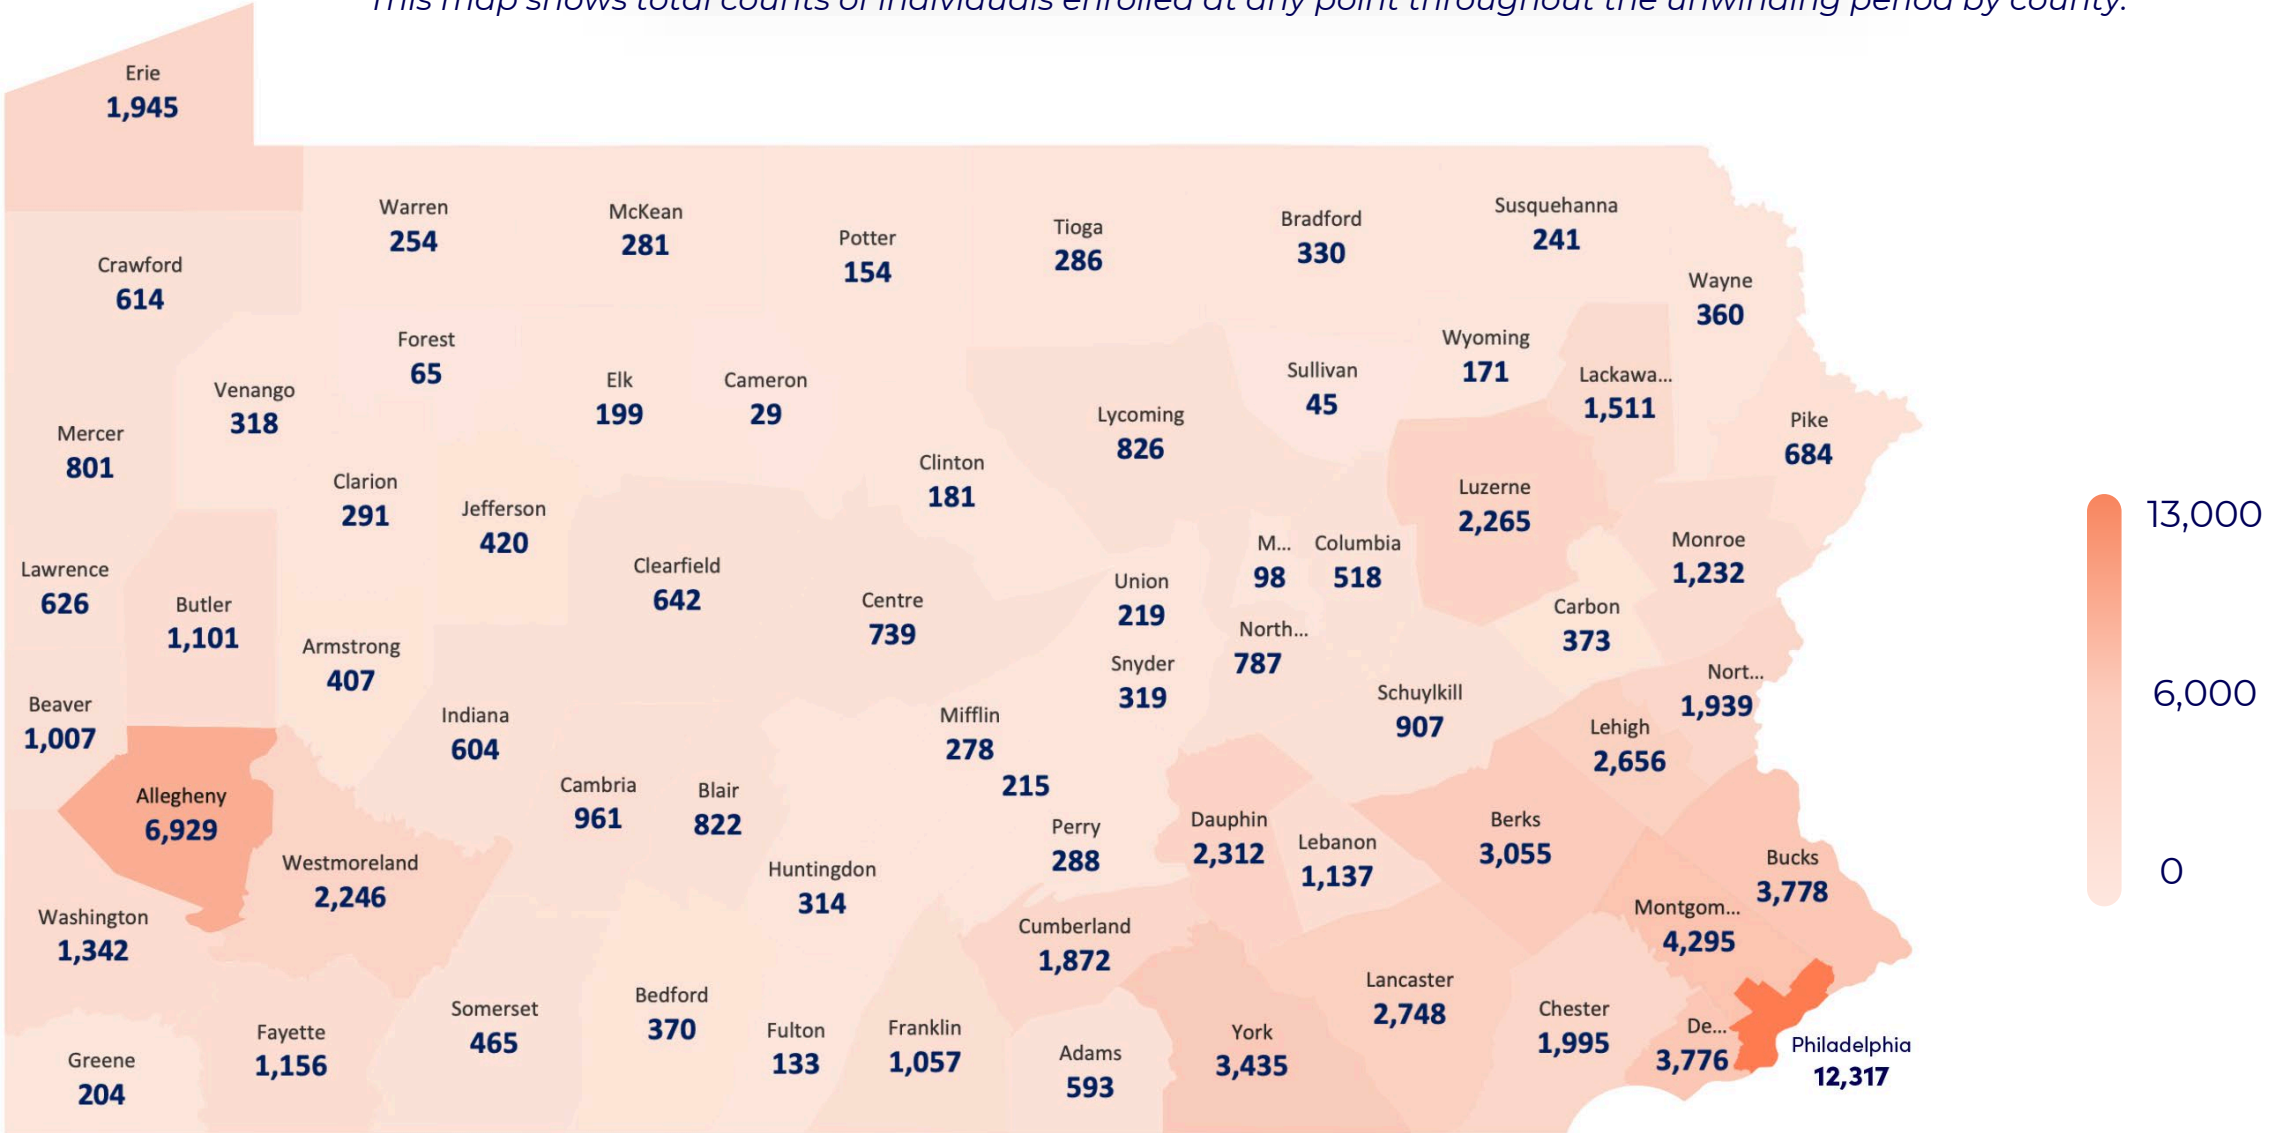 This map shows total counts of individuals enrolled at any point throughout the unwinding period by county.
Erie
1,945
Warren
254
McKean
281
Potter
154
Tioga
286
Bradford
330
Susquehanna
241
Wayne
360
Crawford
614
Forest
65
Venango
318
Elk
199
Cameron
29
Lycoming
826
Sullivan
45
Wyoming
171
Lackawa...
1,511
Pike
684
Mercer
801
Clarion
291
Jefferson
420
Clinton
181
Luzerne
2,265
Monroe
1,232
Lawrence
626
Butler
1,101
Clearfield
642
Centre
739
Union
219
M...
98
Columbia
518
Carbon
373
Armstrong
407
Snyder
319
North...
787
Schuylkill
907
Nort...
1,939
Beaver
1,007
Indiana
604
Mifflin
278
215
Lehigh
2,656
Allegheny
6,929
Cambria
961
Blair
822
Perry
288
Dauphin
2,312
Lebanon
1,137
Berks
3,055
Bucks
3,778
Westmoreland
2,246
Huntingdon
314
Washington
1,342
Cumberland
1,872
Montgom...
4,295
Lancaster
2,748
Somerset
465
Bedford
370
Fulton
133
Franklin
1,057
Adams
593
York
3,435
Chester
1,995
De...
3,776
Philadelphia
12,317
Fayette
1,156
Greene
204
13,000
6,000
0